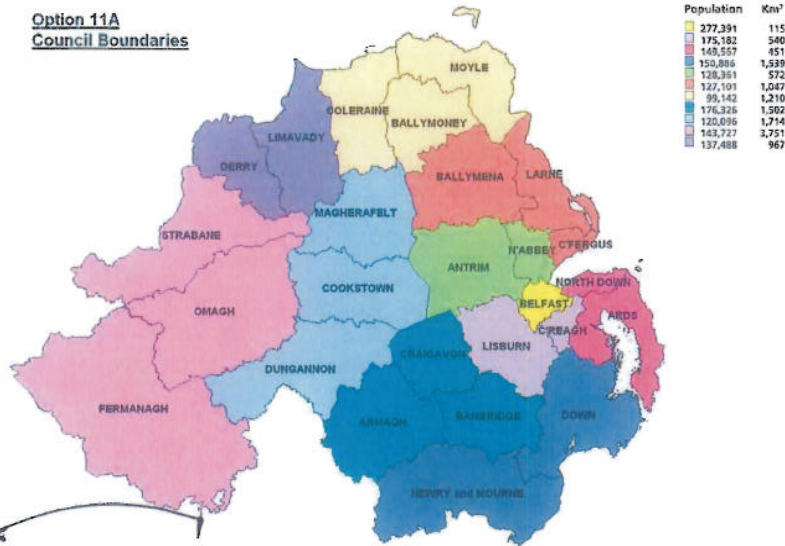 Option 11A
Council Boundaries
Population Km²
277,391 115
175,182 540
149,557 451
150,886 1,539
128,361 572
127,101 1,047
99,142 1,210
176,326 1,502
120,096 1,714
143,727 3,751
137,488 967
MOYLE
COLERAINE
BALLYMONEY
LIMAVADY
DERRY
BALLYMENA
LARNE
MAGHERAFELT
STRABANE
N'ABBEY
C'FERGUS
ANTRIM
NORTH DOWN
COOKSTOWN
BELFAST
OMAGH
ARDS
C'REAGH
LISBURN
CRAIGAVON
DUNGANNON
FERMANAGH
ARMAGH
BANBRIDGE
DOWN
NEWRY and MOURNE